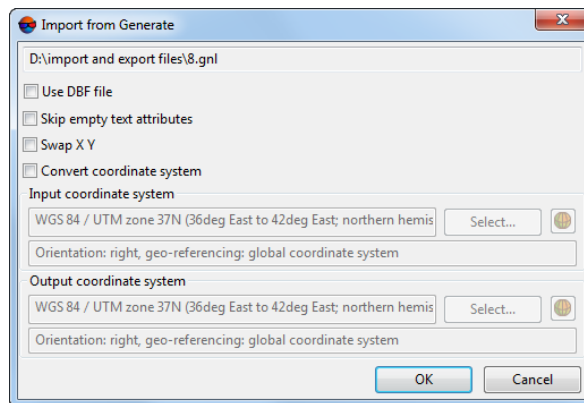 Import from Generate
D:\import and export files\8.gnl
Use DBF file
Skip empty text attributes
Swap X Y
Convert coordinate system
Input coordinate system
WGS 84 / UTM zone 37N (36deg East to 42deg East; northern hemis
Select...
Orientation: right, geo-referencing: global coordinate system
Output coordinate system
WGS 84 / UTM zone 37N (36deg East to 42deg East; northern hemis
Select...
Orientation: right, geo-referencing: global coordinate system
OK
Cancel